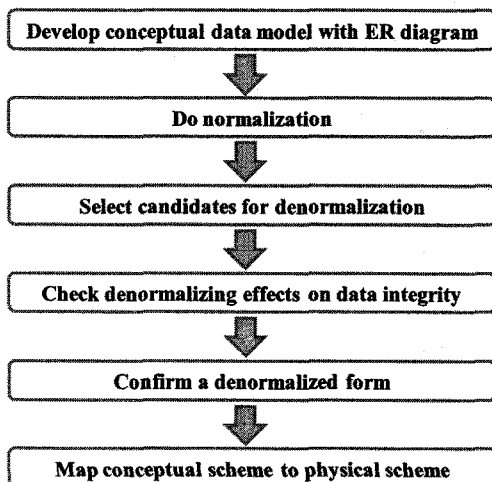 Develop conceptual data model with ER diagram
Do normalization
Select candidates for denormalization
Check denormalizing effects on data integrity
Confirm a denormalized form
Map conceptual scheme to physical scheme